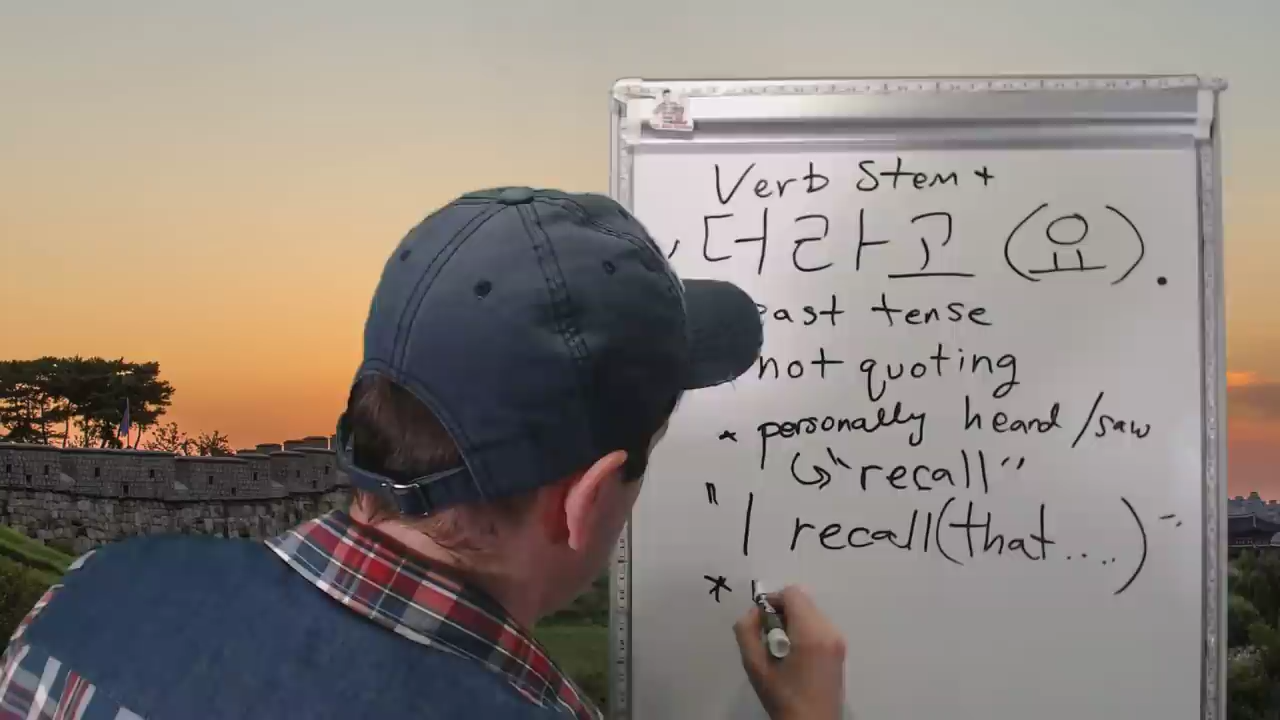 Verb Stem +
더라고 (요).
past tense
not quoting
* personally heard / saw
↳ "recall"
" I recall (that .... ) "
*